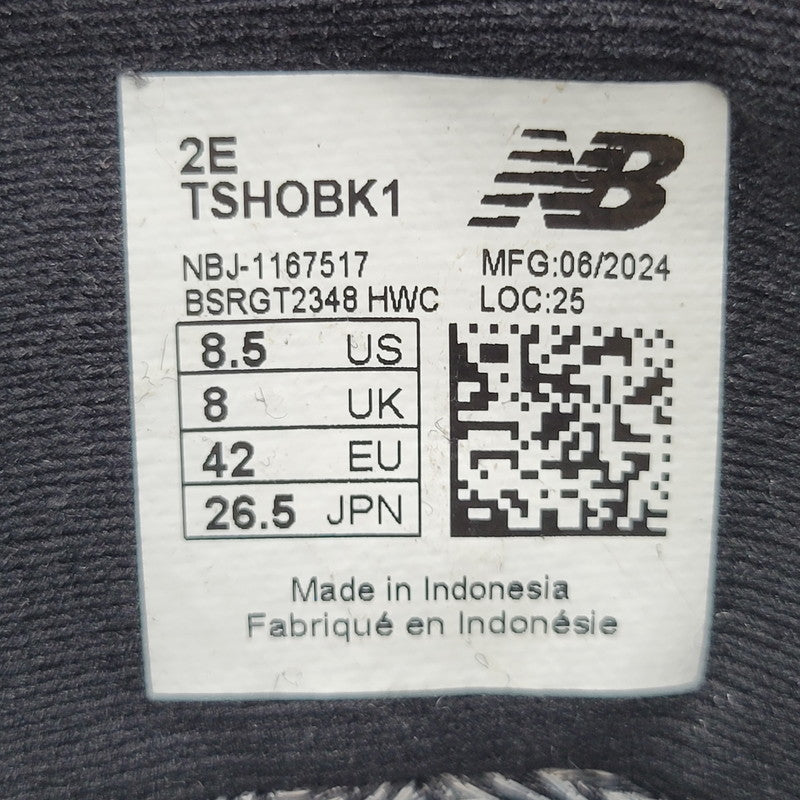 2E
TSHOBK1
NB
NBJ-1167517
MFG:06/2024
BSRGT2348 HWC
LOC:25
8.5 US
8 UK
42 EU
26.5 JPN
Made in Indonesia
Fabriqué en Indonésie